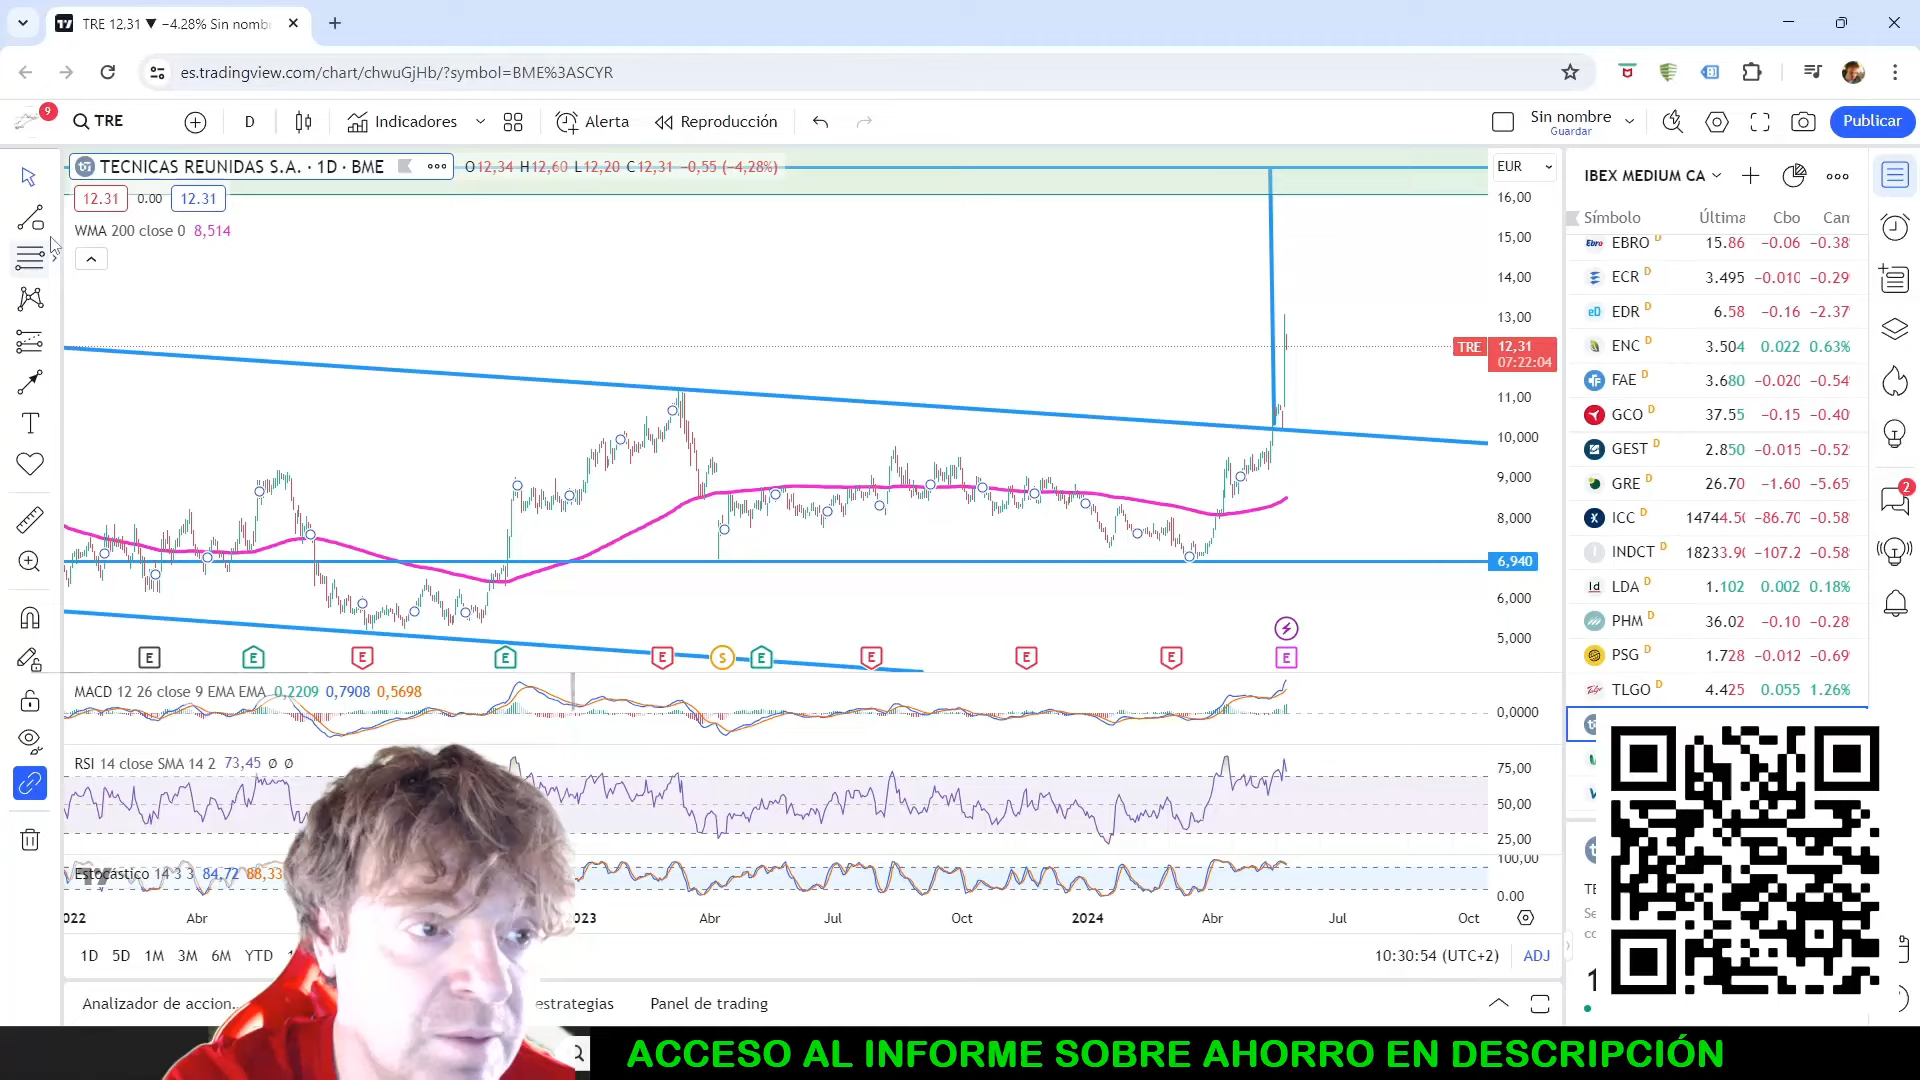 TRE 12,31 ▼ −4.28% Sin nomb
es.tradingview.com/chart/chwuGjHb/?symbol=BME%3ASCYR
9
TRE
D
Indicadores
Alerta
Reproducción
Sin nombre
Guardar
Publicar
TECNICAS REUNIDAS S.A. · 1D · BME
O12,34 H12,60 L12,20 C12,31 −0,55 (−4,28%)
12.31 0.00 12.31
WMA 200 close 0 8,514
EUR
16,00
15,00
14,00
13,00
TRE 12,31
07:22:04
11,00
10,000
9,000
8,000
6,940
6,000
5,000
E E E E E S E E E E E
MACD 12 26 close 9 EMA EMA 0,2209 0,7908 0,5698
0,0000
RSI 14 close SMA 14 2 73,45 ∅ ∅
75,00
50,00
25,00
Estocástico 14 3 3 84,72 88,33
100,00
0.00
022 Abr 023 Abr Jul Oct 2024 Abr Jul Oct
1D 5D 1M 3M 6M YTD
10:30:54 (UTC+2) ADJ
Analizador de accion. estrategias Panel de trading
IBEX MEDIUM CA
Símbolo Última Cbo Can
EBRO D 15.86 −0.06 −0.38
ECR D 3.495 −0.010 −0.29
EDR D 6.58 −0.16 −2.37
ENC D 3.504 0.022 0.63%
FAE D 3.680 −0.020 −0.54
GCO D 37.55 −0.15 −0.40
GEST D 2.850 −0.015 −0.52
GRE D 26.70 −1.60 −5.65
ICC D 14744.50 −86.70 −0.58
INDCT D 18233.90 −107.2 −0.58
LDA D 1.102 0.002 0.18%
PHM D 36.02 −0.10 −0.28
PSG D 1.728 −0.012 −0.69
TLGO D 4.425 0.055 1.26%
2
ACCESO AL INFORME SOBRE AHORRO EN DESCRIPCIÓN